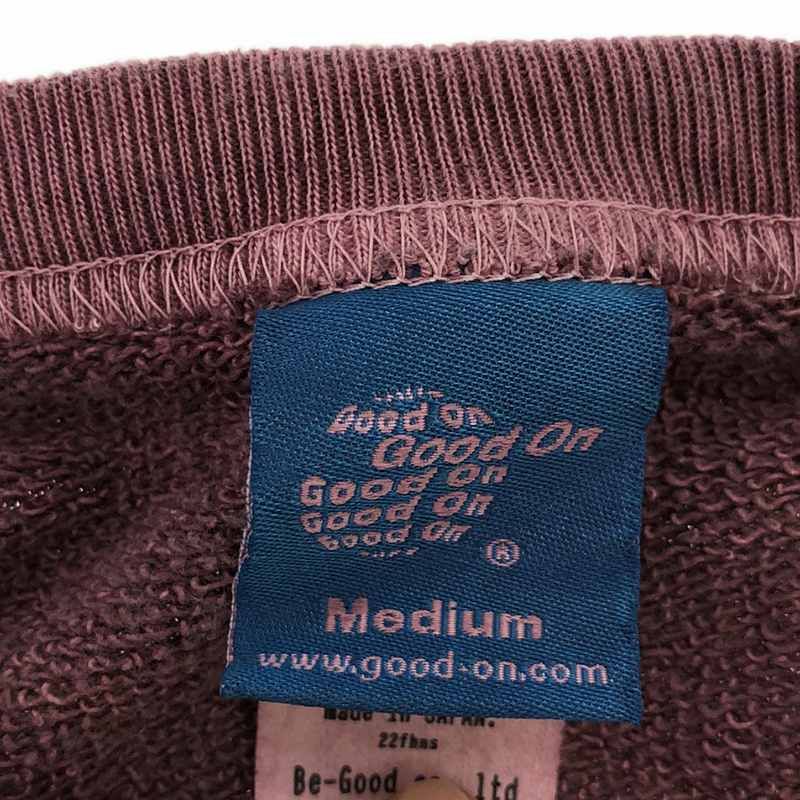 Good On
Good On
Good On
Good On
Good On
®
Medium
www.good-on.com
Made in JAPAN.
22fhms
Be-Good ltd